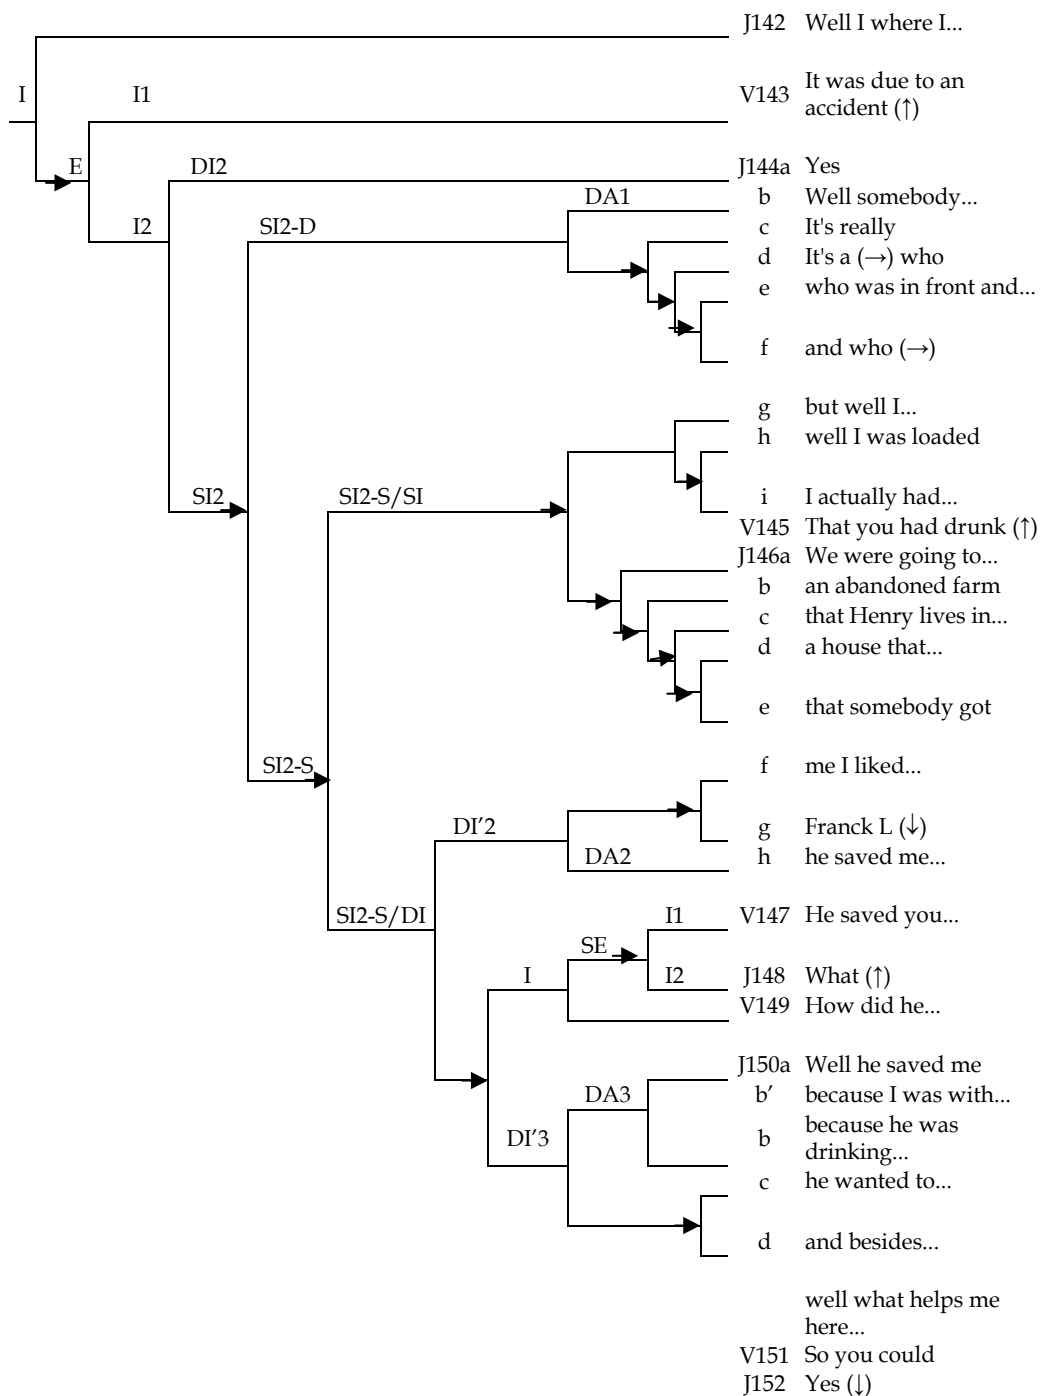 J142 Well I where I...
I I1 V143 It was due to an
accident (↑)
E DI2 J144a Yes
DA1 b Well somebody...
I2 SI2-D c It's really
d It's a (→) who
e who was in front and...
f and who (→)
g but well I...
h well I was loaded
SI2 SI2-S/SI i I actually had...
V145 That you had drunk (↑)
J146a We were going to...
b an abandoned farm
c that Henry lives in...
d a house that...
e that somebody got
SI2-S f me I liked...
DI'2 g Franck L (↓)
DA2 h he saved me...
SI2-S/DI I1 V147 He saved you...
SE
I I2 J148 What (↑)
V149 How did he...
J150a Well he saved me
DA3 b’ because I was with...
because he was
DI'3 b drinking...
c he wanted to...
d and besides...
well what helps me
here...
V151 So you could
J152 Yes (↓)